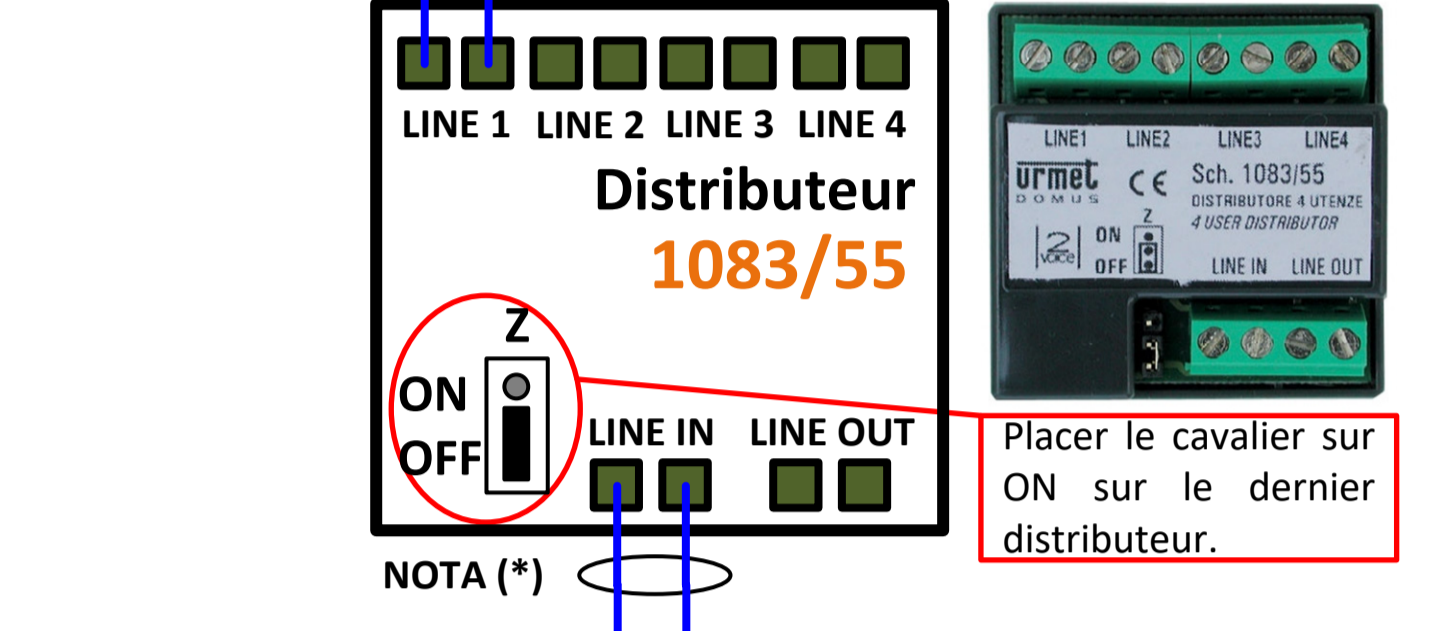 LINE 1 LINE 2 LINE 3 LINE 4
Distributeur
1083/55
Z
ON
OFF
LINE IN LINE OUT
NOTA (*)
LINE1 LINE2 LINE3 LINE4
urmet
DOMUS
CE
Sch. 1083/55
DISTRIBUTORE 4 UTENZE
4 USER DISTRIBUTOR
2
voice
Z
ON
OFF
LINE IN LINE OUT
Placer le cavalier sur
ON sur le dernier
distributeur.